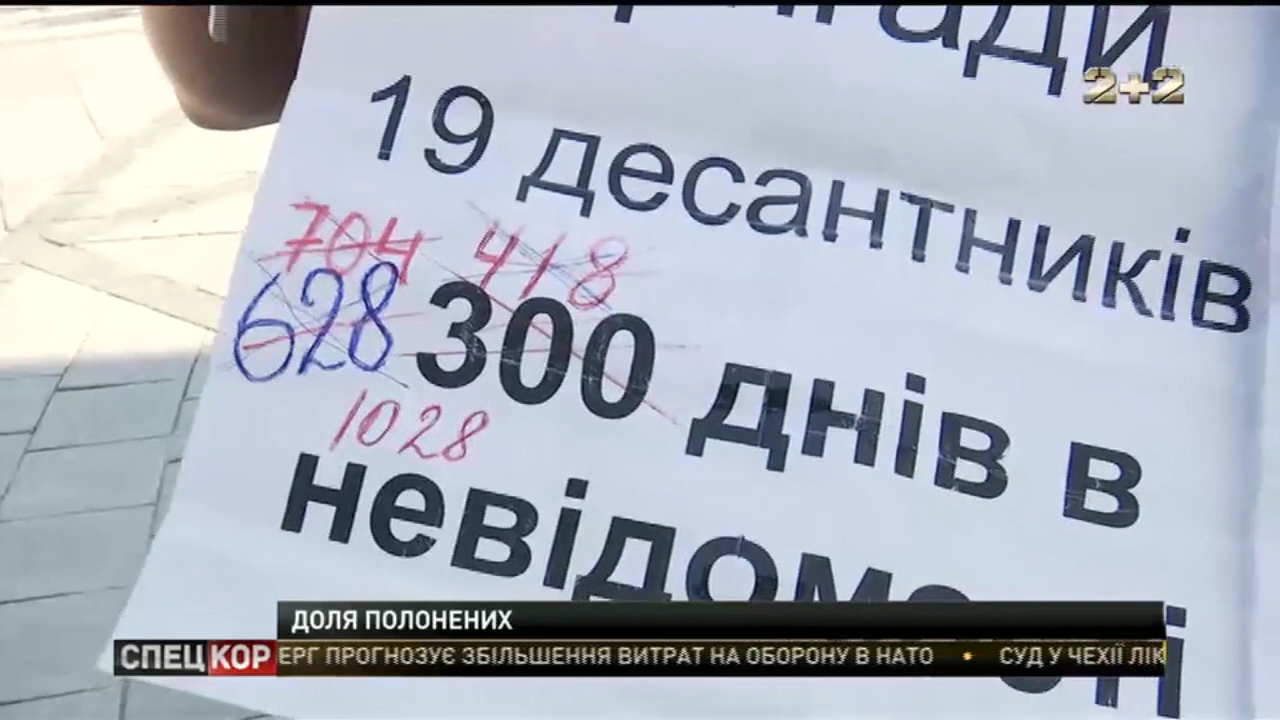 2+2
19 десантників
704 418
628 300 днів в
1028
ДОЛЯ ПОЛОНЕНИХ
СПЕЦКОР
ЕРГ ПРОГНОЗУЄ ЗБІЛЬШЕННЯ ВИТРАТ НА ОБОРОНУ В НАТО • СУД У ЧЕХІЇ ЛІК